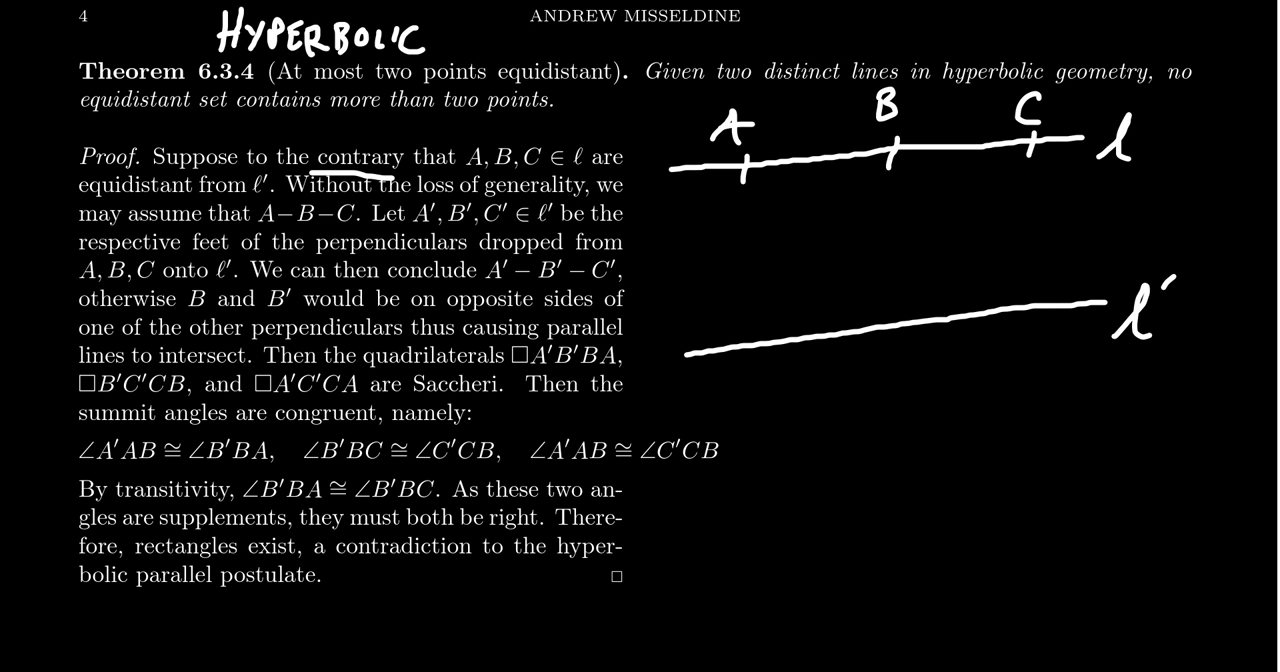 4 ANDREW MISSELDINE
HYPERBOLIC
Theorem 6.3.4 (At most two points equidistant). Given two distinct lines in hyperbolic geometry, no
equidistant set contains more than two points.
A B C ℓ
Proof. Suppose to the contrary that A, B, C ∈ ℓ are
equidistant from ℓ′. Without the loss of generality, we
may assume that A−B−C. Let A′, B′, C′ ∈ ℓ′ be the
respective feet of the perpendiculars dropped from
A, B, C onto ℓ′. We can then conclude A′ − B′ − C′,
otherwise B and B′ would be on opposite sides of
one of the other perpendiculars thus causing parallel
lines to intersect. Then the quadrilaterals □A′B′BA,
□B′C′CB, and □A′C′CA are Saccheri. Then the
summit angles are congruent, namely:
ℓ′
∠A′AB ≅ ∠B′BA, ∠B′BC ≅ ∠C′CB, ∠A′AB ≅ ∠C′CB
By transitivity, ∠B′BA ≅ ∠B′BC. As these two an-
gles are supplements, they must both be right. There-
fore, rectangles exist, a contradiction to the hyper-
bolic parallel postulate. □